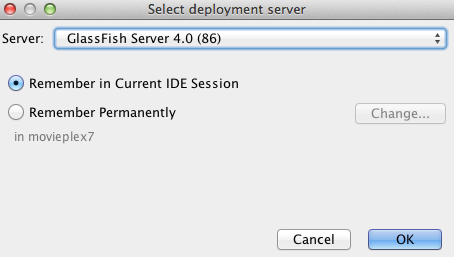 Select deployment server
Server: GlassFish Server 4.0 (86)
Remember in Current IDE Session
Remember Permanently Change...
in movieplex7
Cancel OK